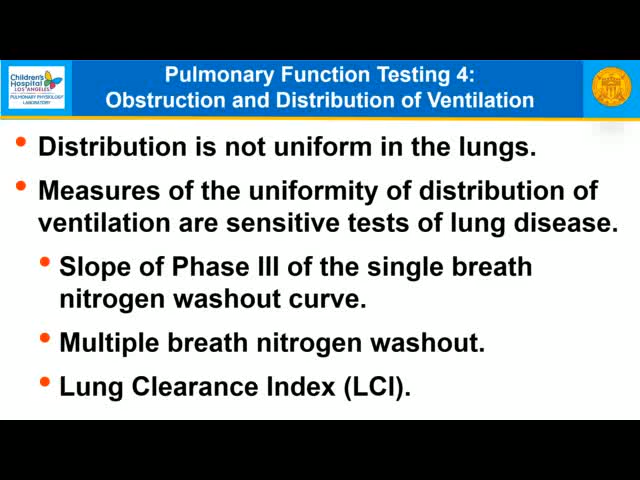 Children's
Hospital
LOS ANGELES
PULMONARY PHYSIOLOGY
LABORATORY
Pulmonary Function Testing 4:
Obstruction and Distribution of Ventilation
• Distribution is not uniform in the lungs.
• Measures of the uniformity of distribution of
ventilation are sensitive tests of lung disease.
• Slope of Phase III of the single breath
nitrogen washout curve.
• Multiple breath nitrogen washout.
• Lung Clearance Index (LCI).